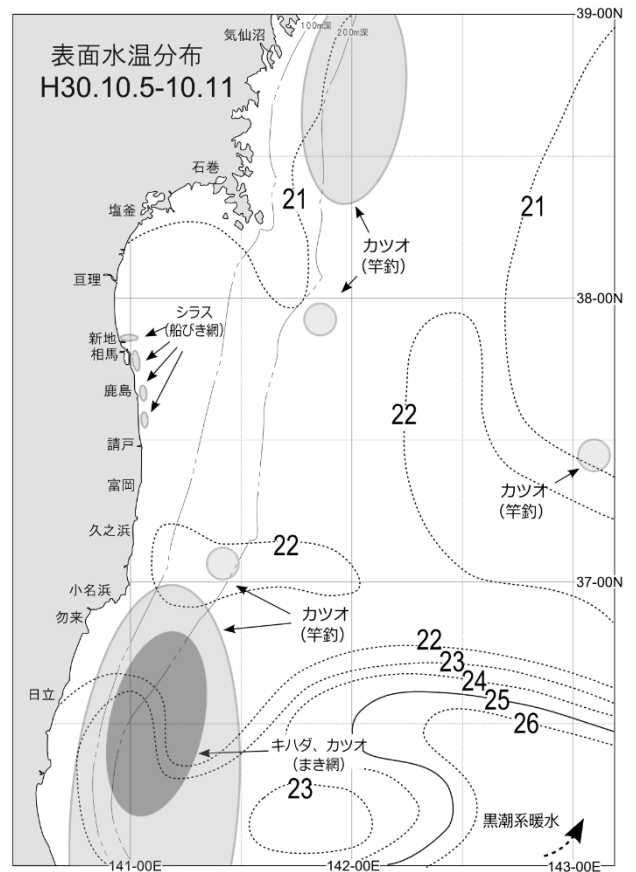 39-00N
100m深
200m深
気仙沼
表面水温分布
H30.10.5-10.11
石巻
塩釜
21
21
カツオ
(竿釣)
亘理
38-00N
シラス
(船びき網)
新地
相馬
鹿島
22
請戸
カツオ
(竿釣)
富岡
久之浜
22
37-00N
小名浜
カツオ
(竿釣)
勿来
22
23
24
25
26
日立
キハダ、カツオ
(まき網)
23
黒潮系暖水
141-00E
142-00E
143-00E